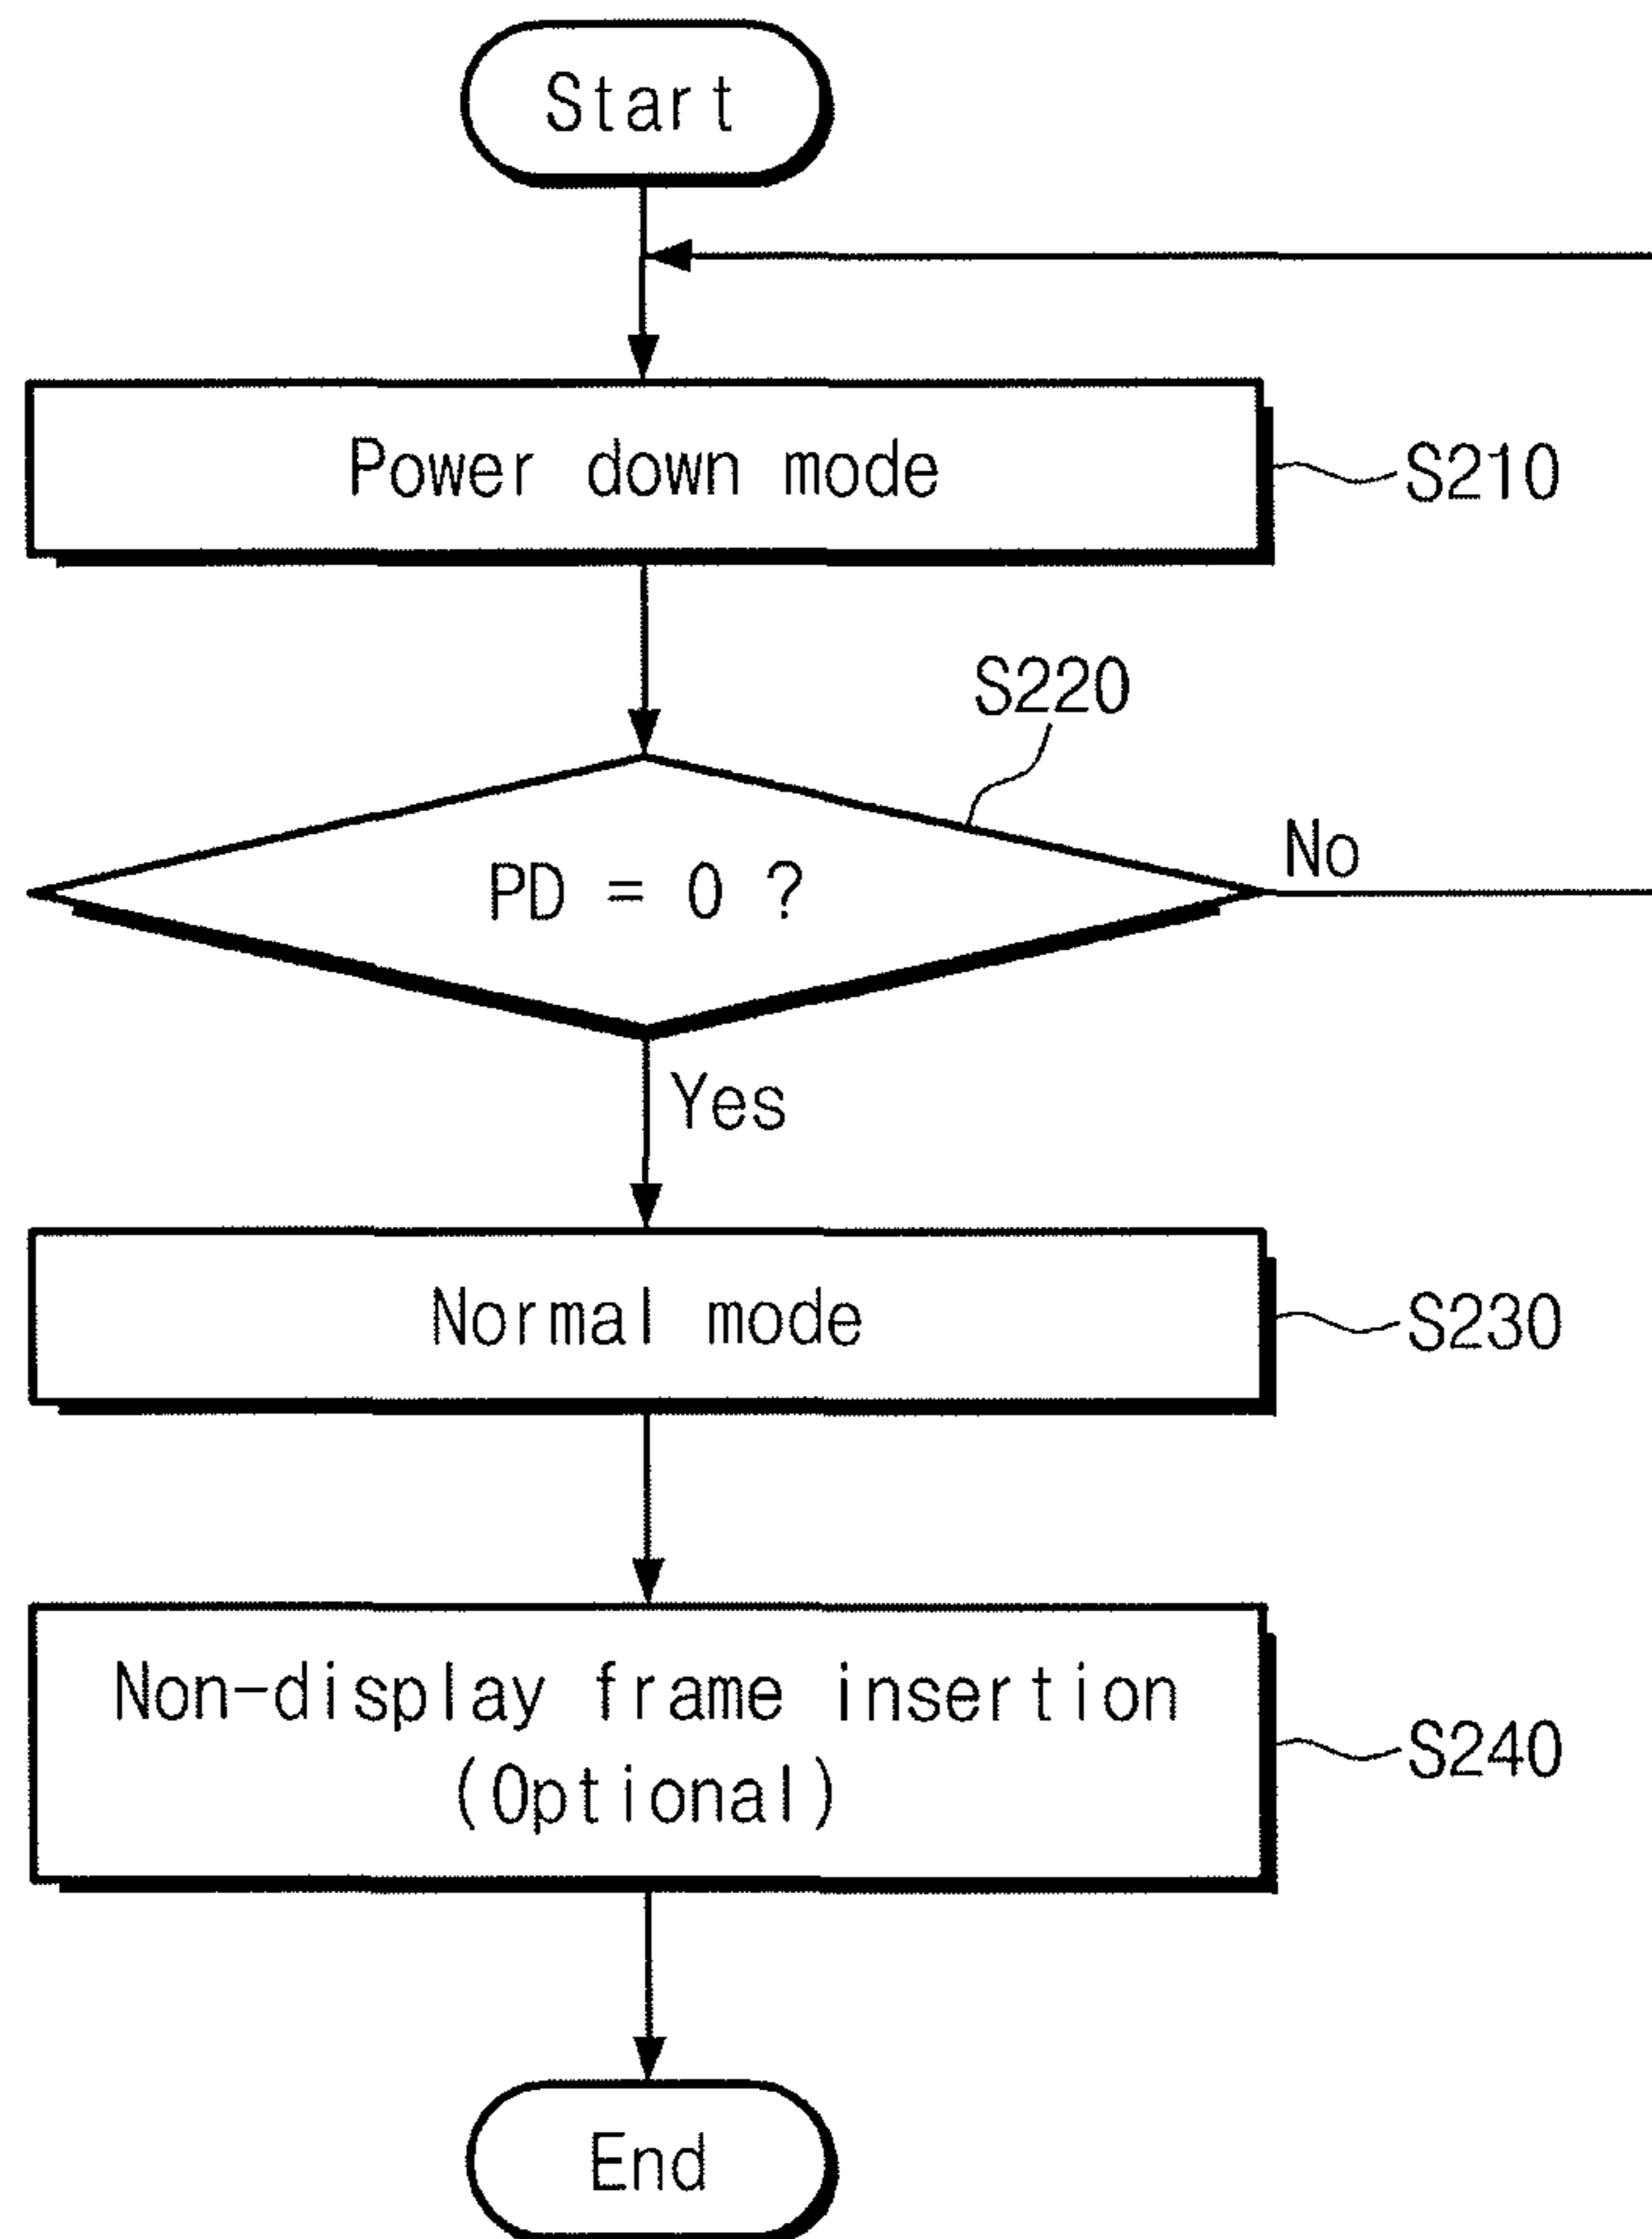 Start
Power down mode
S210
S220
PD = 0 ?
No
Yes
Normal mode
S230
Non-display frame insertion
(Optional)
S240
End